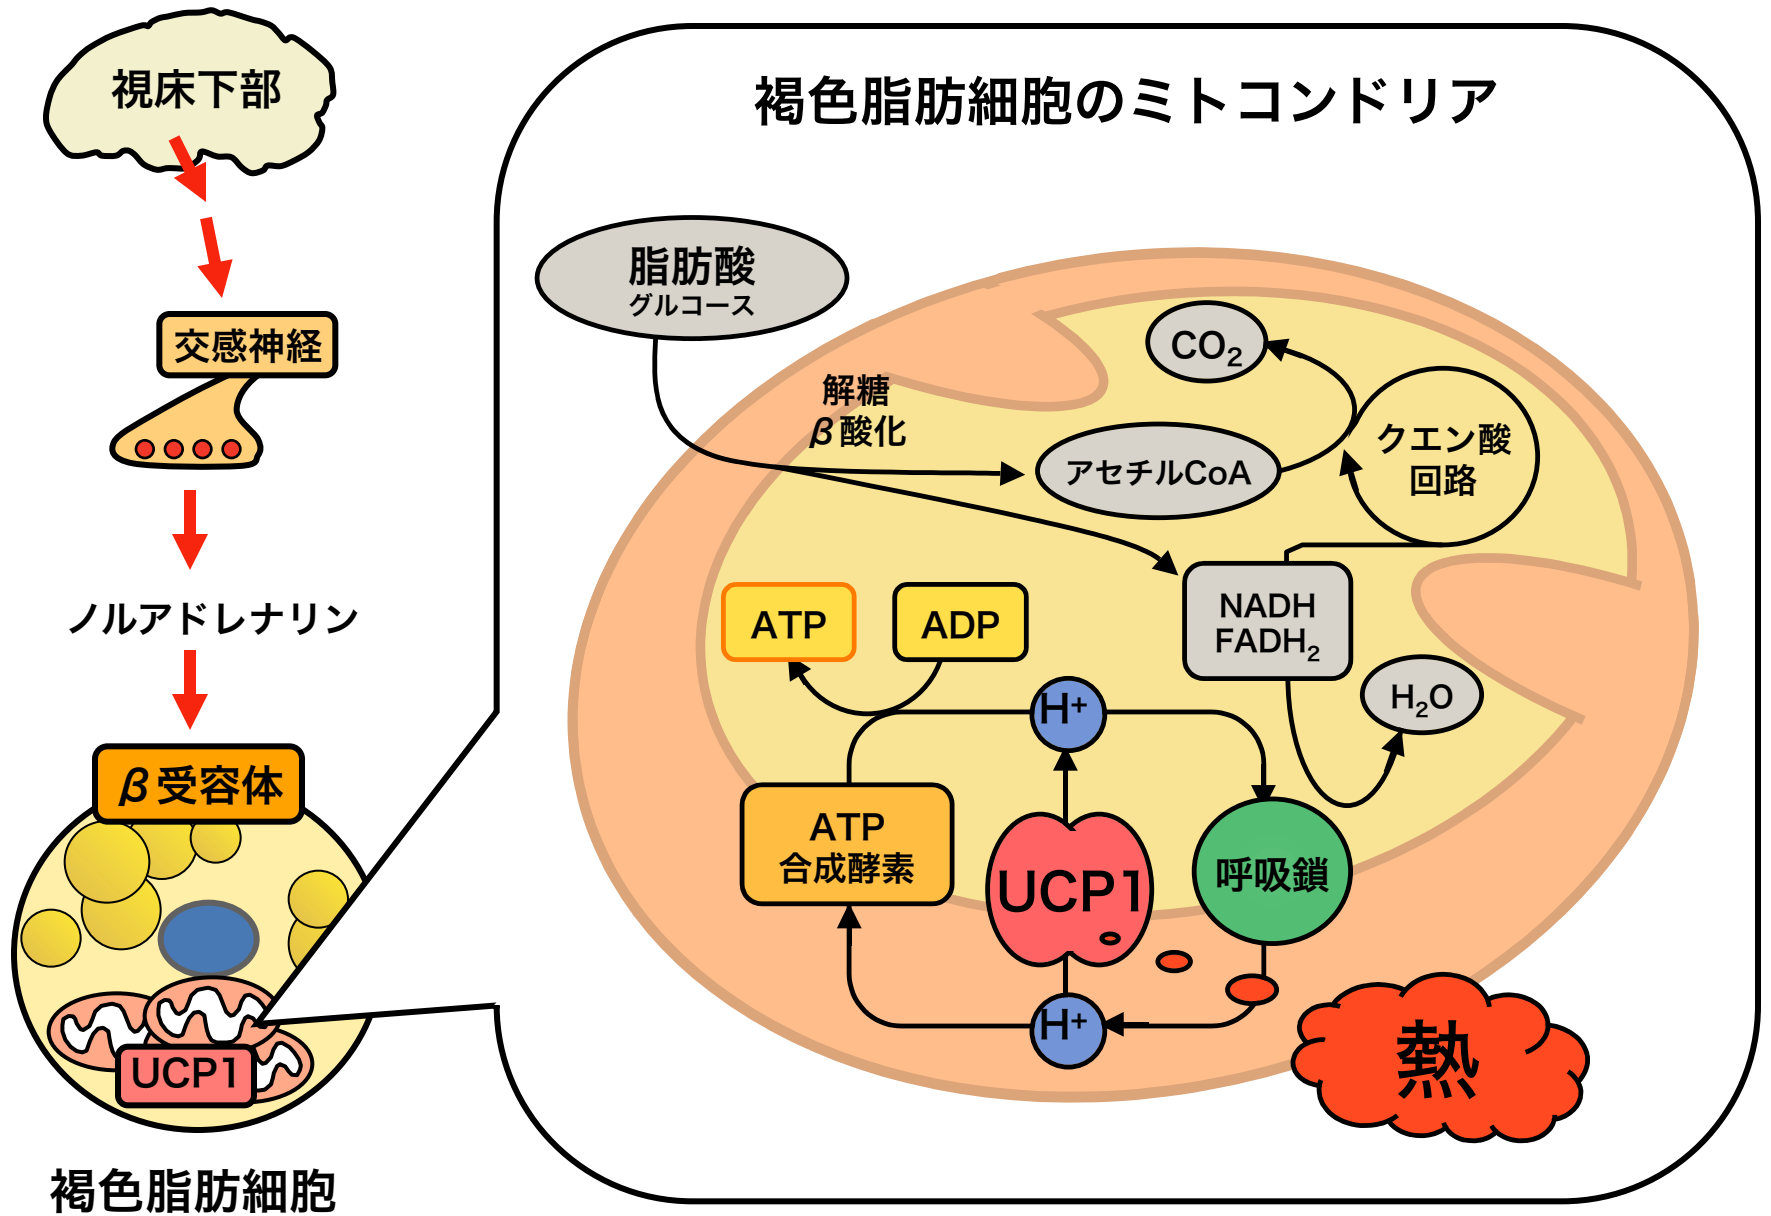 視床下部
交感神経
ノルアドレナリン
β受容体
UCP1
褐色脂肪細胞
褐色脂肪細胞のミトコンドリア
脂肪酸
グルコース
解糖
β酸化
CO₂
アセチルCoA
クエン酸
回路
ATP
ADP
NADH
FADH₂
H₂O
H⁺
ATP
合成酵素
UCP1
呼吸鎖
H⁺
熱